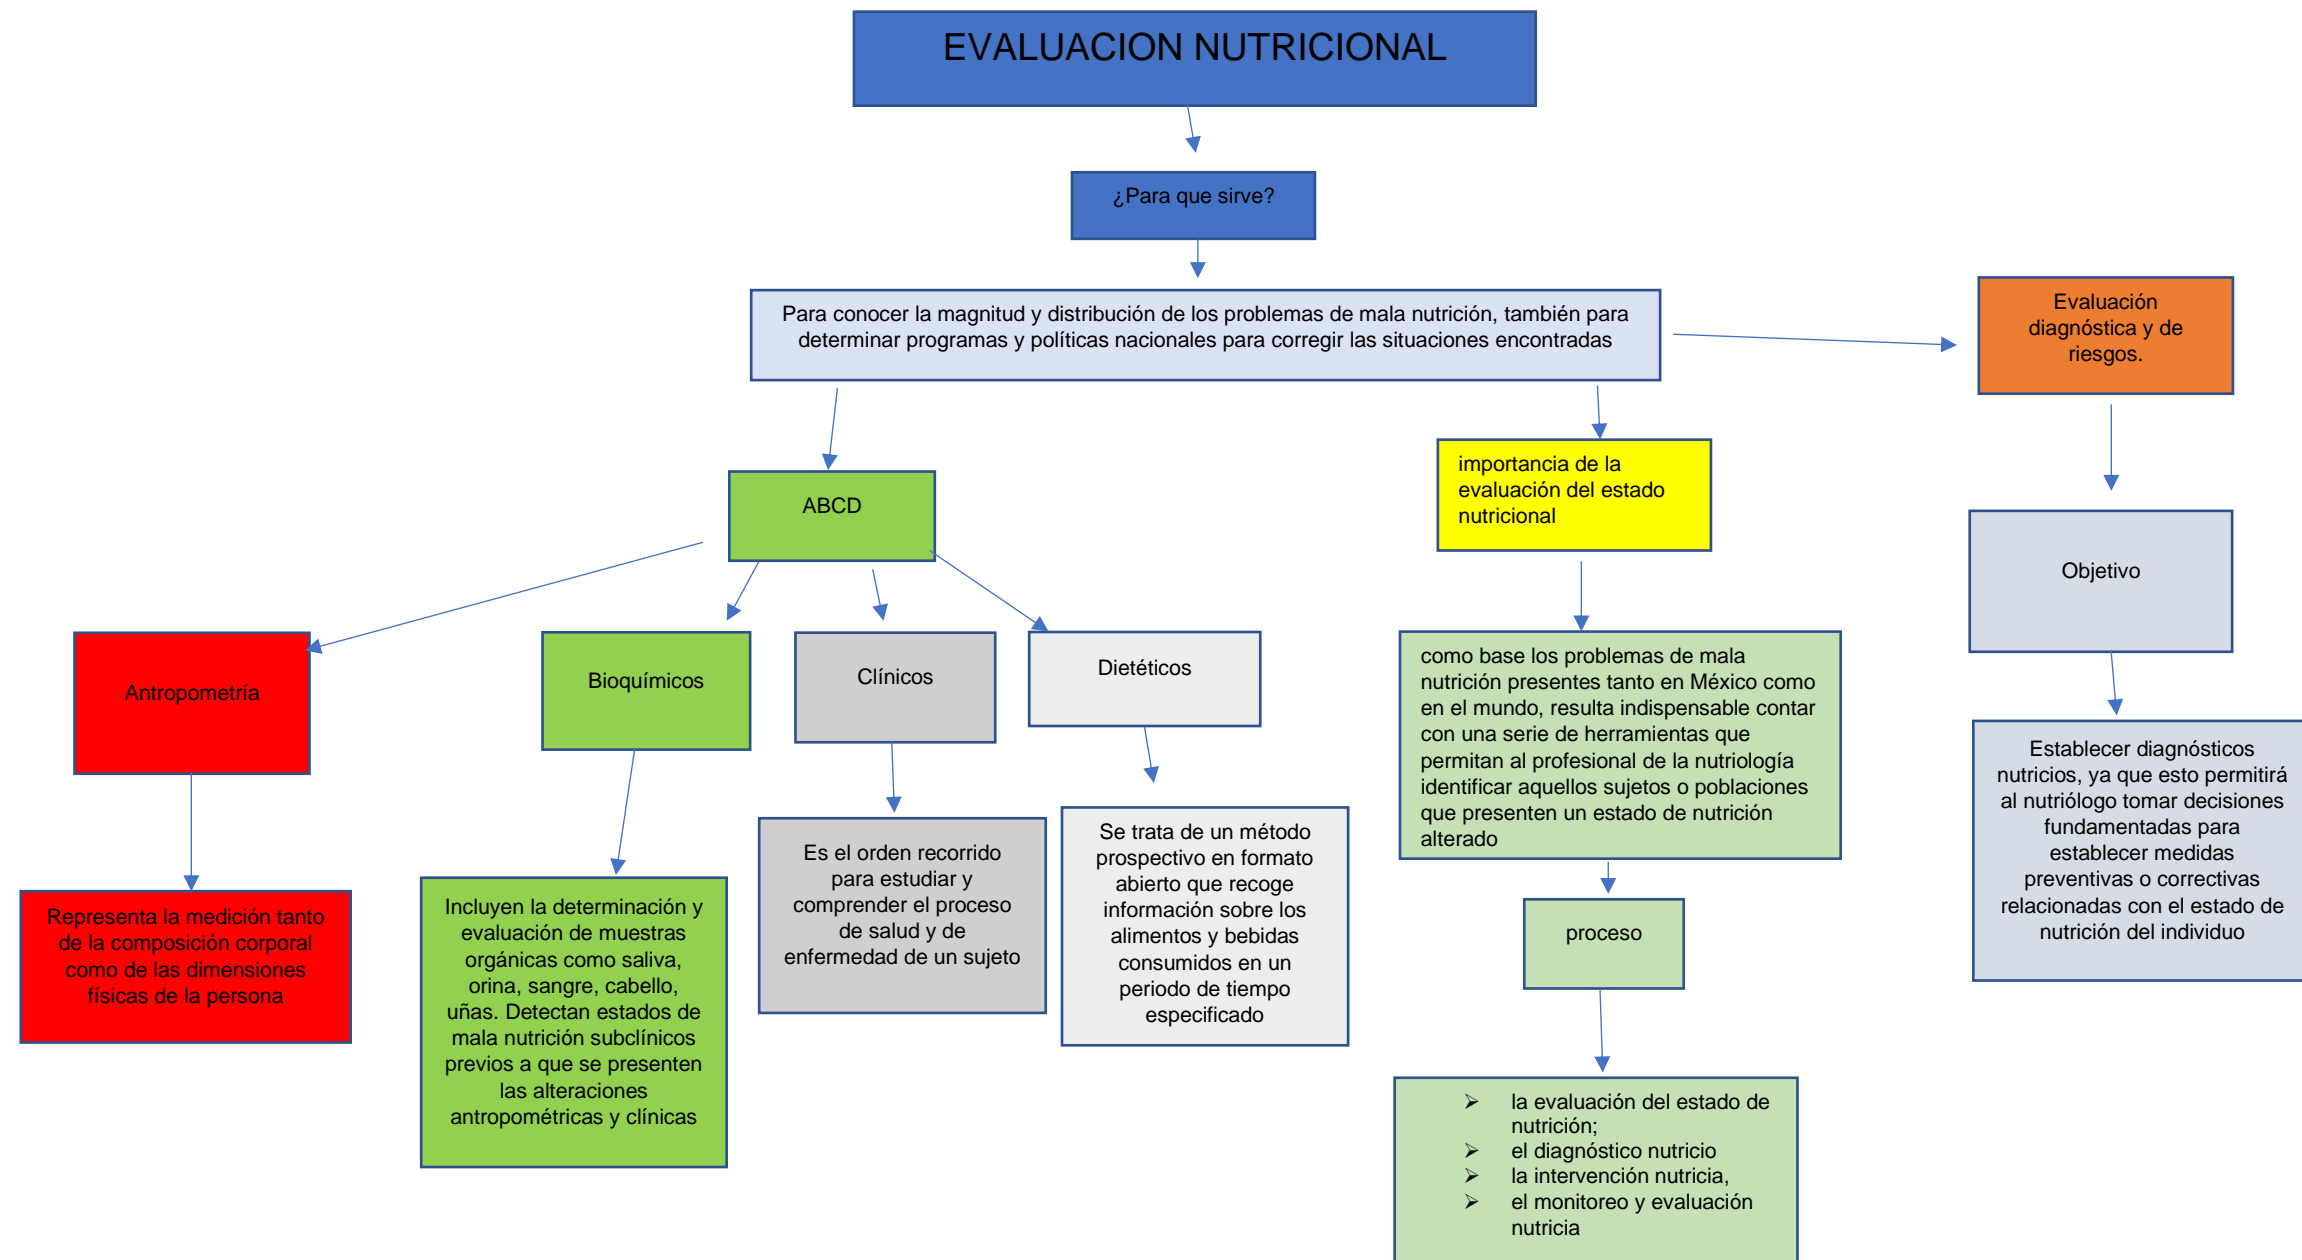 EVALUACION NUTRICIONAL
¿Para que sirve?
Para conocer la magnitud y distribución de los problemas de mala nutrición, también para
determinar programas y políticas nacionales para corregir las situaciones encontradas
Evaluación
diagnóstica y de
riesgos.
ABCD
importancia de la
evaluación del estado
nutricional
Objetivo
Antropometría
Bioquímicos
Clínicos
Dietéticos
como base los problemas de mala
nutrición presentes tanto en México como
en el mundo, resulta indispensable contar
con una serie de herramientas que
permitan al profesional de la nutriología
identificar aquellos sujetos o poblaciones
que presenten un estado de nutrición
alterado
Establecer diagnósticos
nutricios, ya que esto permitirá
al nutriólogo tomar decisiones
fundamentadas para
establecer medidas
preventivas o correctivas
relacionadas con el estado de
nutrición del individuo
Representa la medición tanto
de la composición corporal
como de las dimensiones
físicas de la persona
Incluyen la determinación y
evaluación de muestras
orgánicas como saliva,
orina, sangre, cabello,
uñas. Detectan estados de
mala nutrición subclínicos
previos a que se presenten
las alteraciones
antropométricas y clínicas
Es el orden recorrido
para estudiar y
comprender el proceso
de salud y de
enfermedad de un sujeto
Se trata de un método
prospectivo en formato
abierto que recoge
información sobre los
alimentos y bebidas
consumidos en un
periodo de tiempo
especificado
proceso
➢ la evaluación del estado de
nutrición;
➢ el diagnóstico nutricio
➢ la intervención nutricia,
➢ el monitoreo y evaluación
nutricia